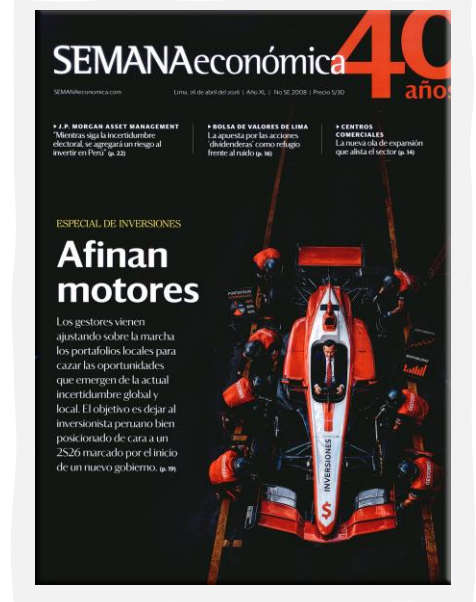 SEMANAeconómica
40
años
SEMANAeconomica.com
Lima, 26 de abril del 2026 | Año XL | No SE 2008 | Precio S/30
▸ J.P. MORGAN ASSET MANAGEMENT
"Mientras siga la incertidumbre
electoral, se agregará un riesgo al
invertir en Perú" (p. 22)
▸ BOLSA DE VALORES DE LIMA
La apuesta por las acciones
'dividenderas' como refugio
frente al ruido (p. 16)
▸ CENTROS
COMERCIALES
La nueva ola de expansión
que alista el sector (p. 14)
ESPECIAL DE INVERSIONES
Afinan
motores
Los gestores vienen
ajustando sobre la marcha
los portafolios locales para
cazar las oportunidades
que emergen de la actual
incertidumbre global y
local. El objetivo es dejar al
inversionista peruano bien
posicionado de cara a un
2S26 marcado por el inicio
de un nuevo gobierno. (p. 19)
PORTAFOLIO
RENTABILIDAD
INVERSIONES
$